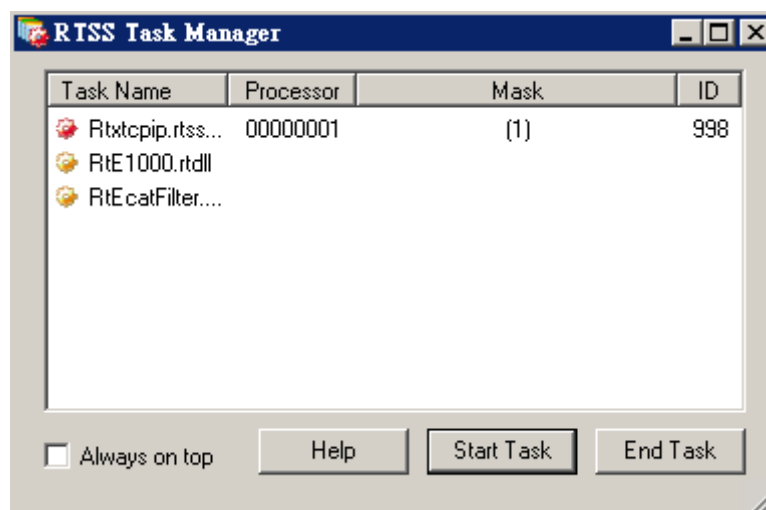 RTSS Task Manager
Task Name Processor Mask ID
Rtxtcpip.rtss... 00000001 (1) 998
RtE1000.rtdll
RtEcatFilter....
Always on top Help Start Task End Task